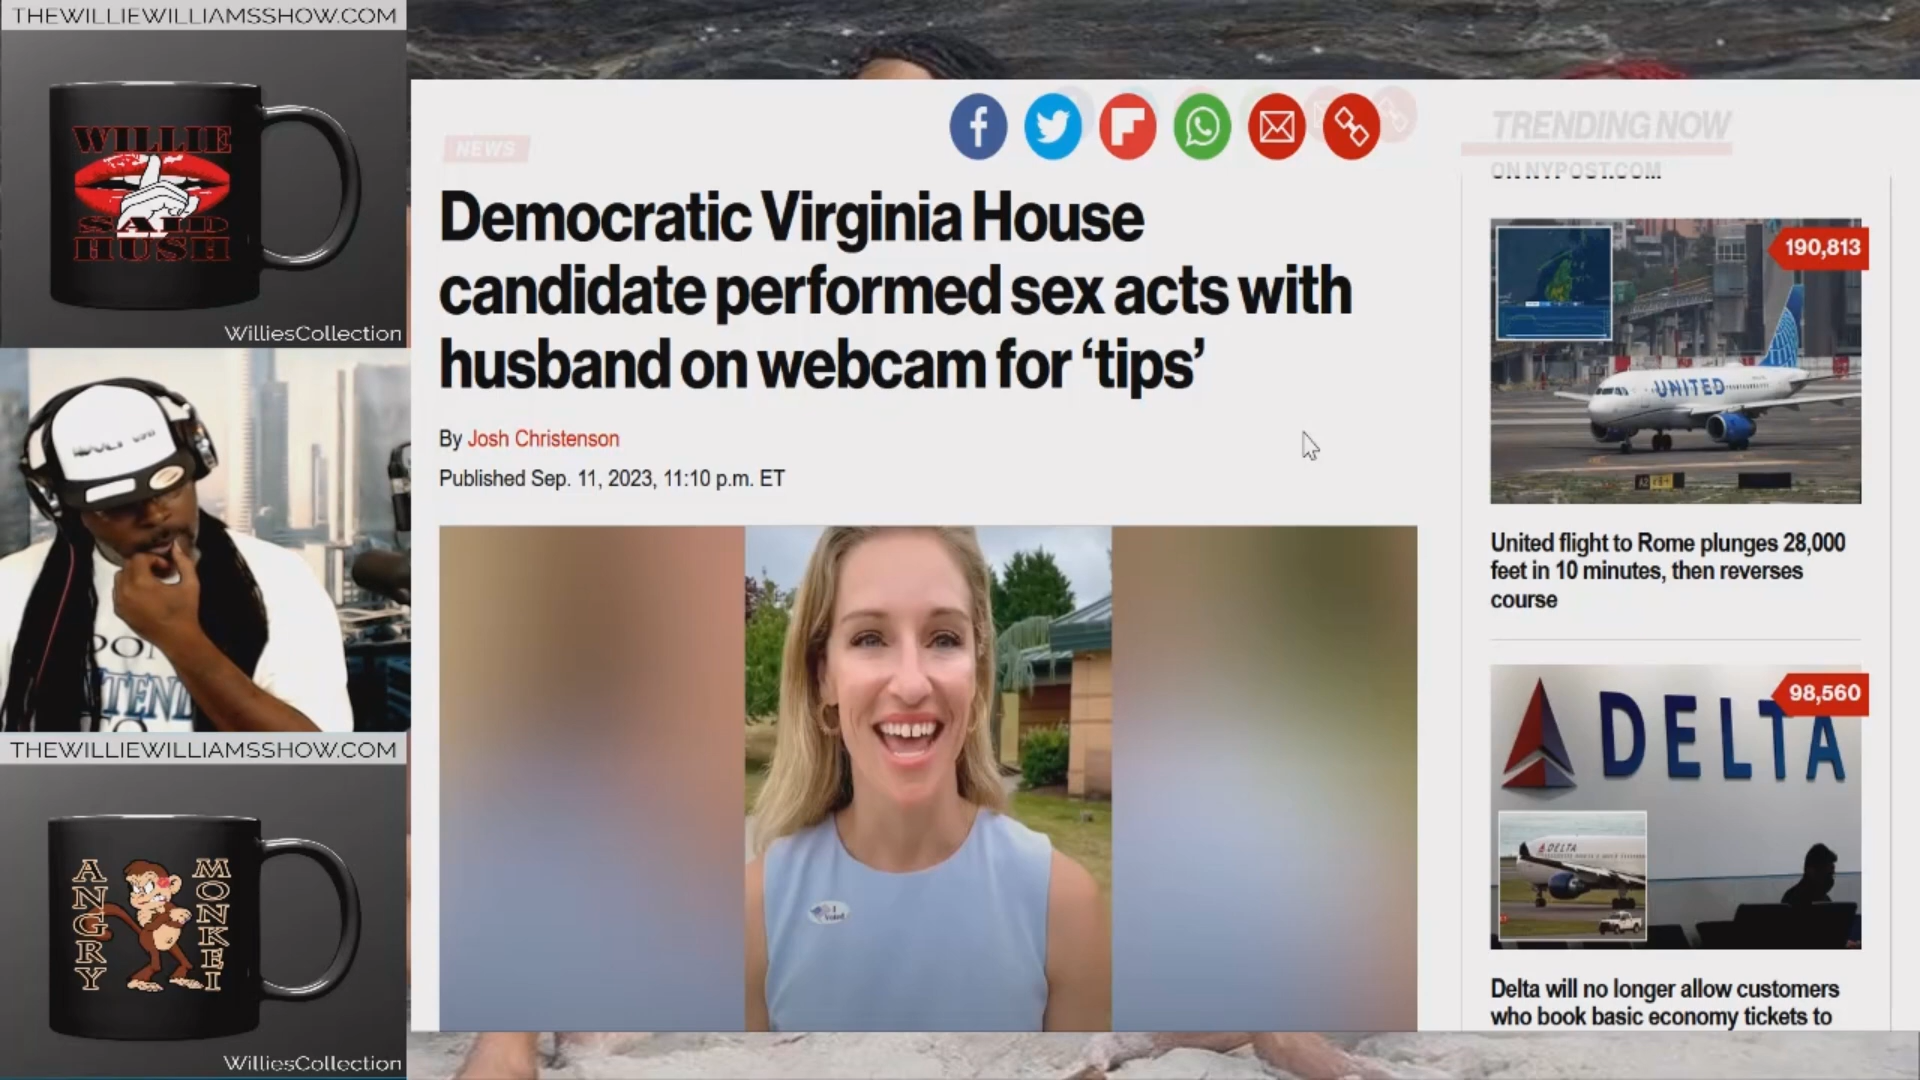 THEWILLIEWILLIAMSSHOW.COM
WILLIE
SAID
HUSH
WilliesCollection
THEWILLIEWILLIAMSSHOW.COM
ANGRY
MONKEI
WilliesCollection
NEWS
Democratic Virginia House
candidate performed sex acts with
husband on webcam for ‘tips’
By Josh Christenson
Published Sep. 11, 2023, 11:10 p.m. ET
I Voted
TRENDING NOW
ON NYPOST.COM
190,813
UNITED
United flight to Rome plunges 28,000
feet in 10 minutes, then reverses
course
98,560
DELTA
DELTA
Delta will no longer allow customers
who book basic economy tickets to